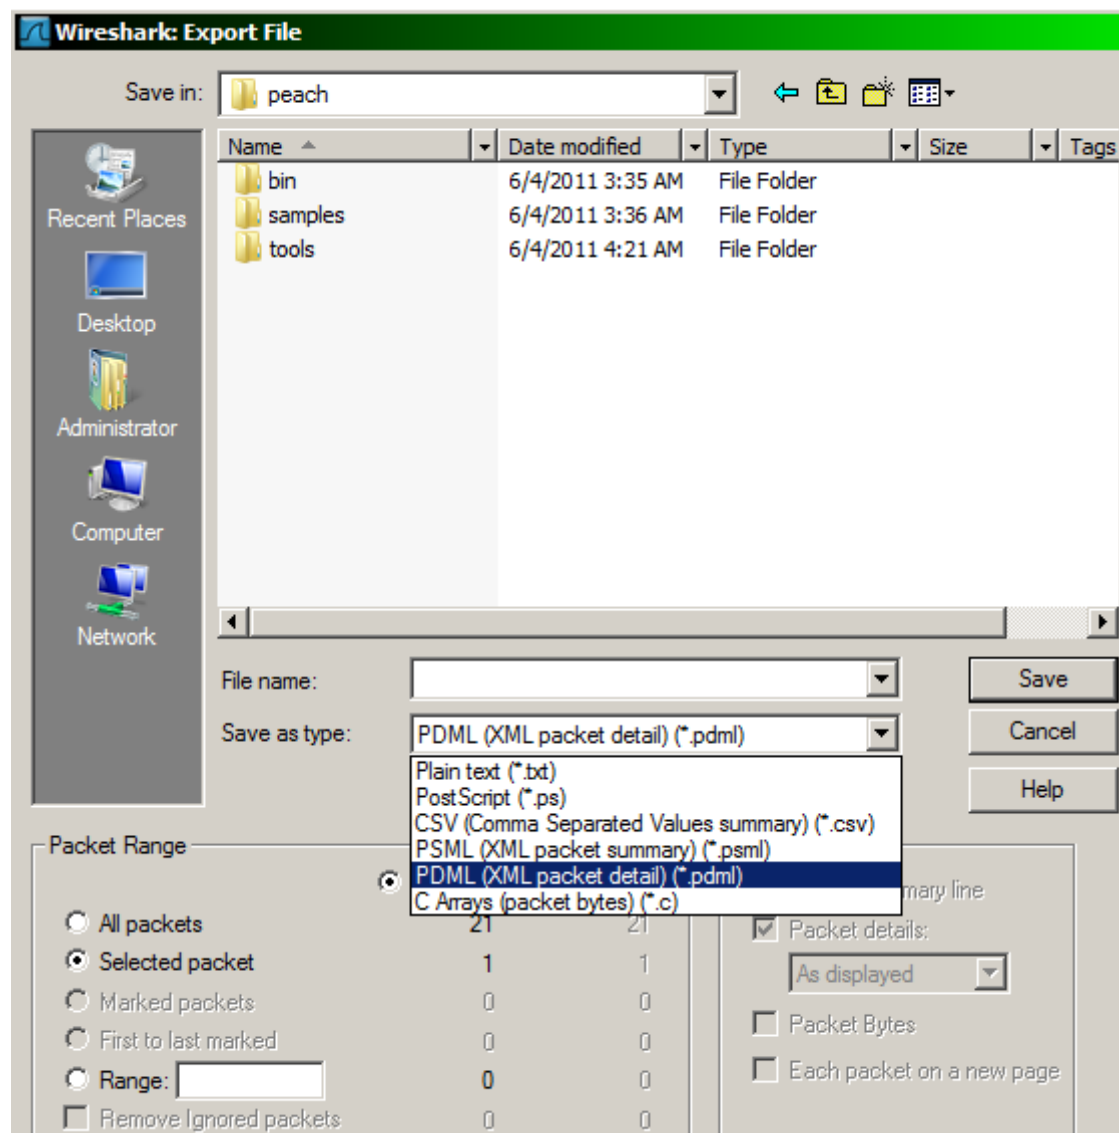 Wireshark: Export File
Save in: peach
Name Date modified Type Size Tags
bin 6/4/2011 3:35 AM File Folder
samples 6/4/2011 3:36 AM File Folder
tools 6/4/2011 4:21 AM File Folder
Recent Places
Desktop
Administrator
Computer
Network
File name: Save
Save as type: PDML (XML packet detail) (*.pdml) Cancel
Plain text (*.txt)
PostScript (*.ps)
Help
CSV (Comma Separated Values summary) (*.csv)
PSML (XML packet summary) (*.psml)
PDML (XML packet detail) (*.pdml)
C Arrays (packet bytes) (*.c)
Packet Range
line
All packets 21 21
Packet details:
Selected packet 1 1
As displayed
Marked packets 0 0
Packet Bytes
First to last marked 0 0
Range: 0 0
Each packet on a new page
Remove Ignored packets 0 0